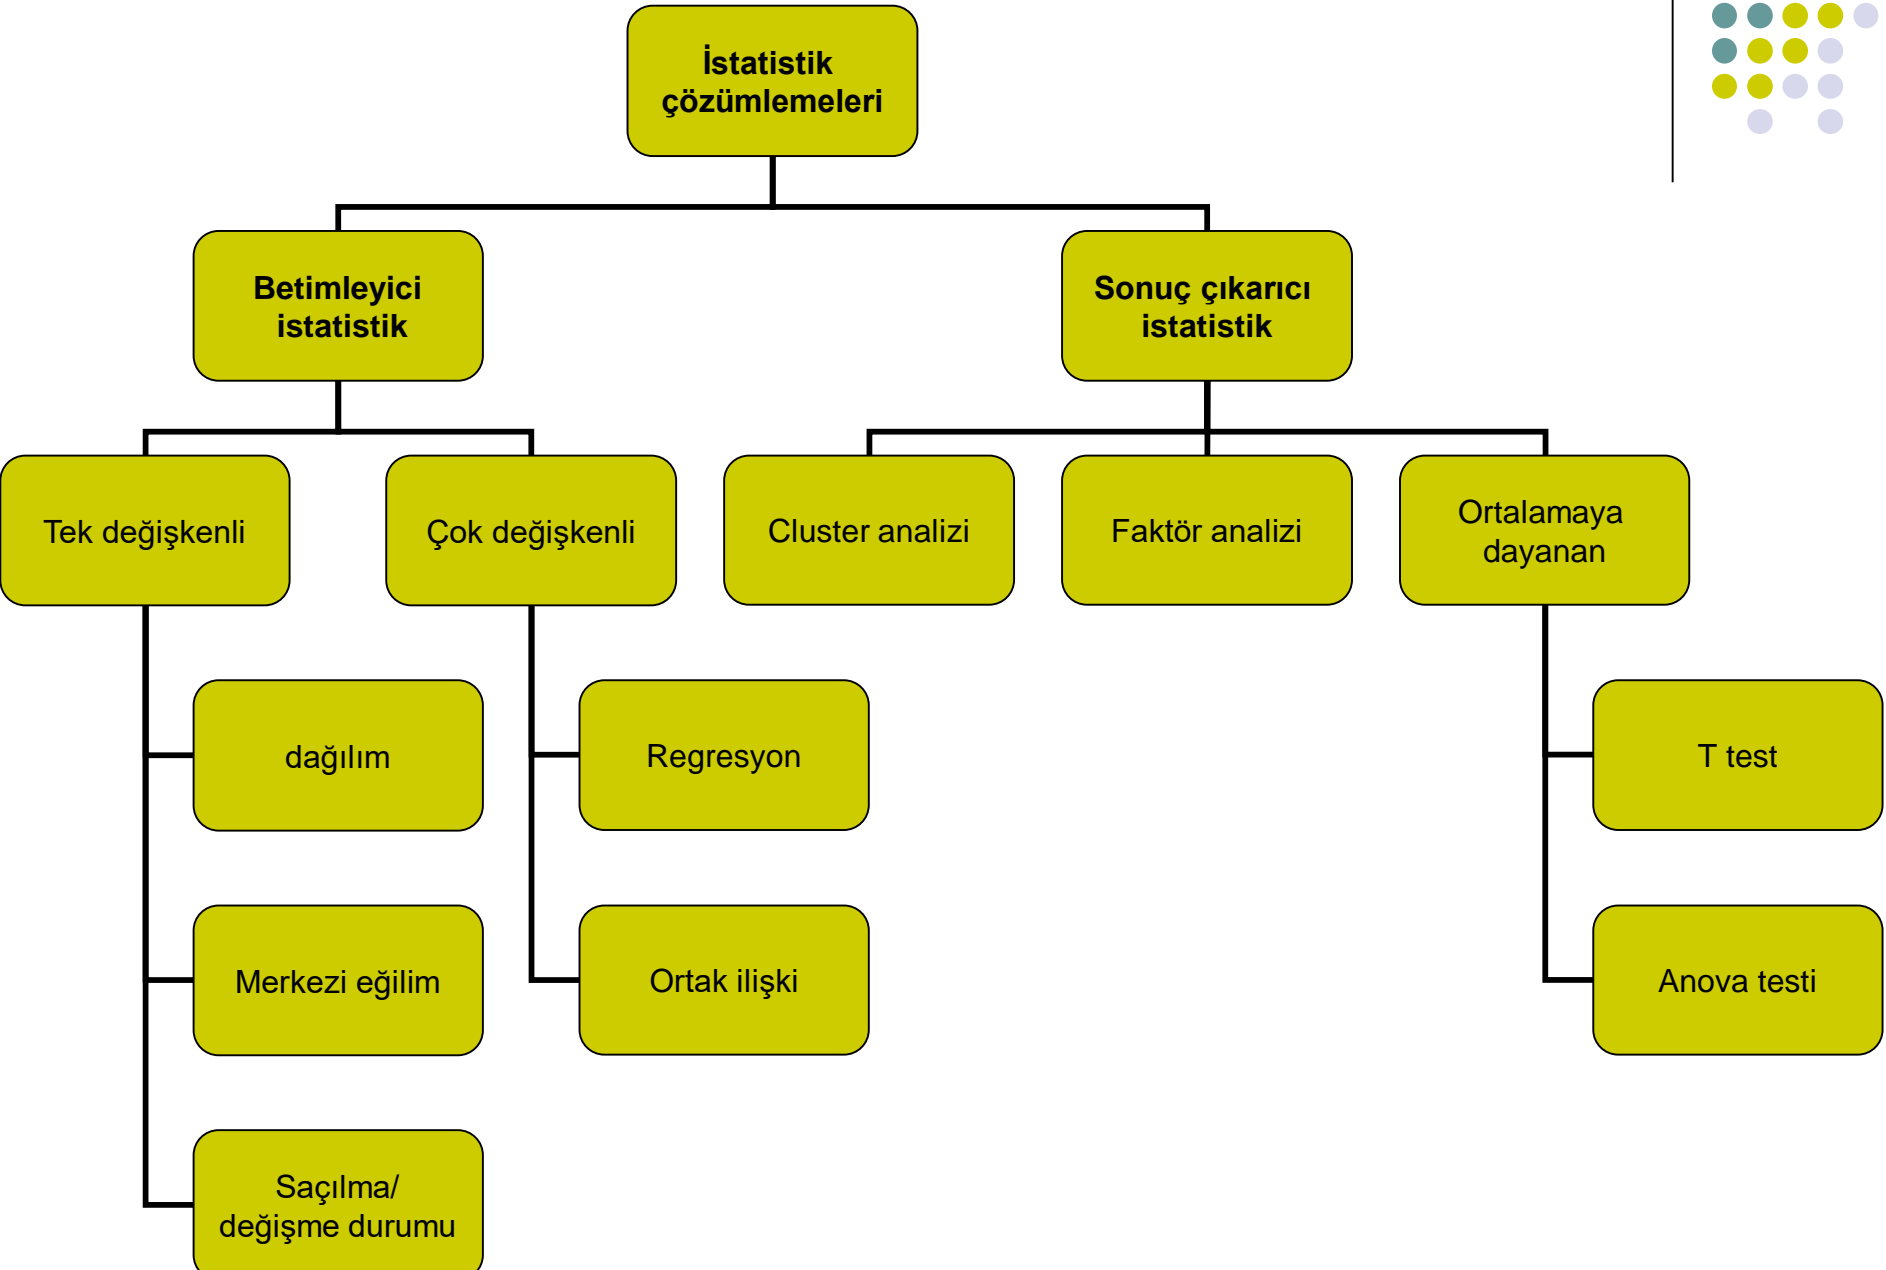 İstatistik
çözümlemeleri
Betimleyici
istatistik
Sonuç çıkarıcı
istatistik
Tek değişkenli
Çok değişkenli
Cluster analizi
Faktör analizi
Ortalamaya
dayanan
dağılım
Regresyon
T test
Merkezi eğilim
Ortak ilişki
Anova testi
Saçılma/
değişme durumu